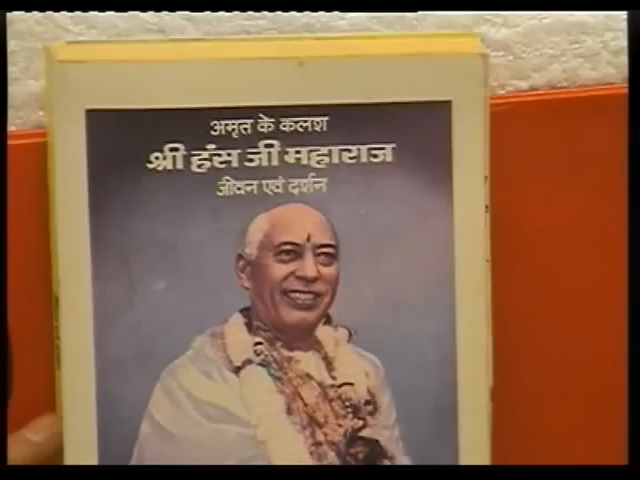 अमृत के कलश
श्री हंस जी महाराज
जीवन एवं दर्शन